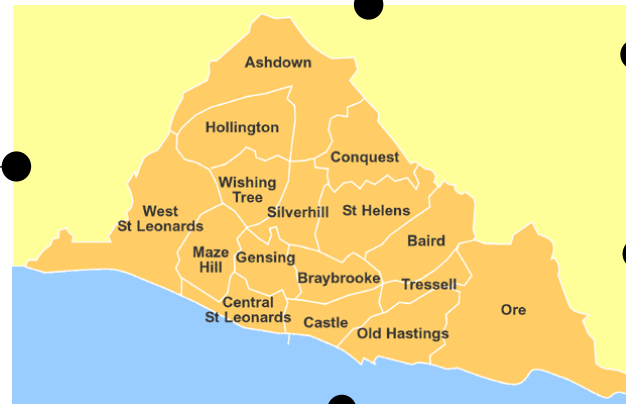 Ashdown
Hollington
Conquest
Wishing
Tree
West
St Leonards
Silverhill
St Helens
Baird
Maze
Hill
Gensing
Braybrooke
Tressell
Central
St Leonards
Castle
Old Hastings
Ore